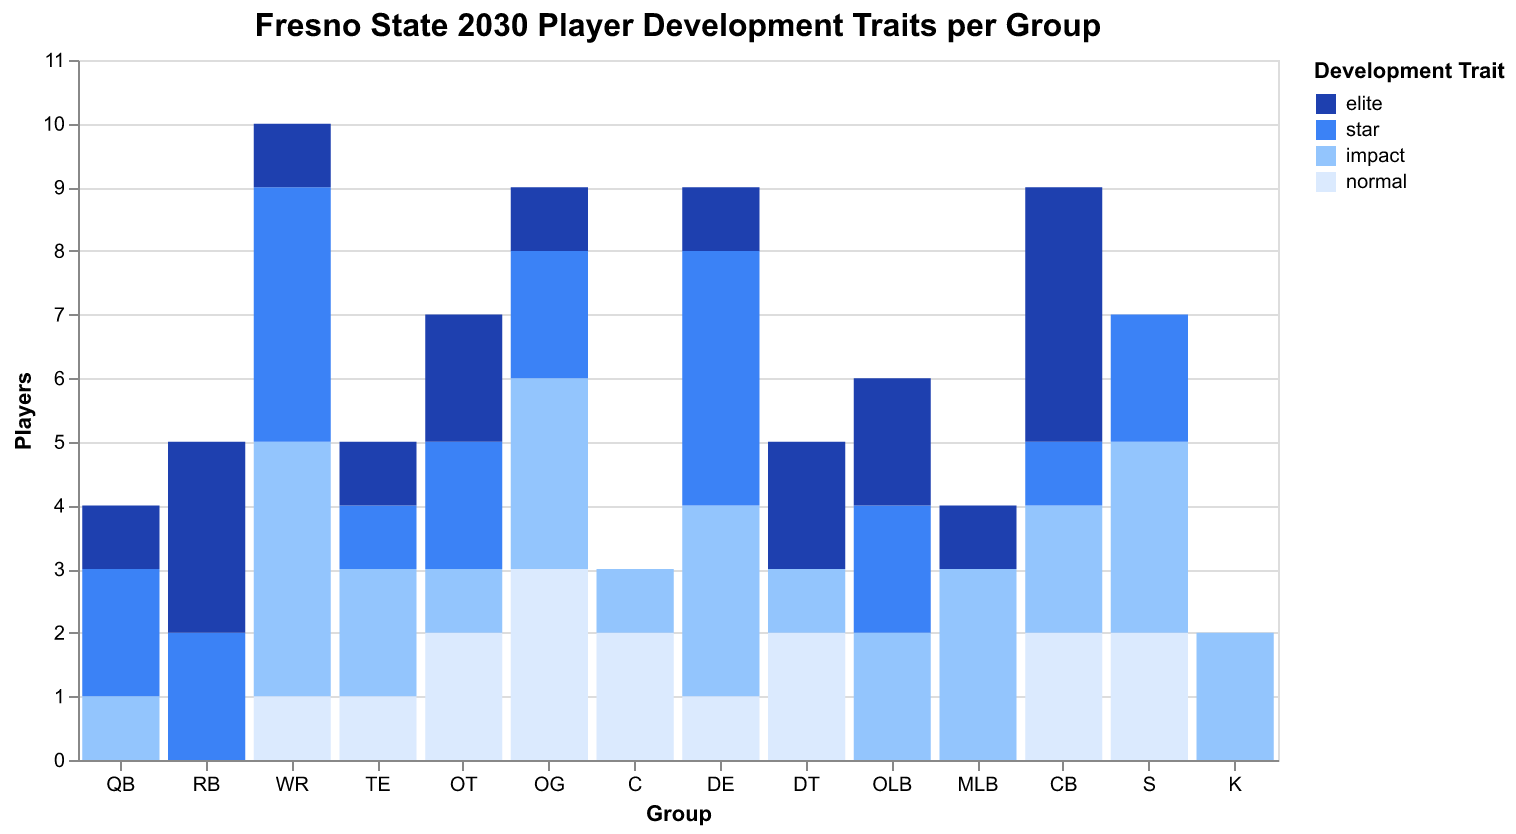 Fresno State 2030 Player Development Traits per Group
11
10
9
8
7
6
5
4
3
2
1
0
Players
QB RB WR TE OT OG C DE DT OLB MLB CB S K
Group
Development Trait
elite
star
impact
normal